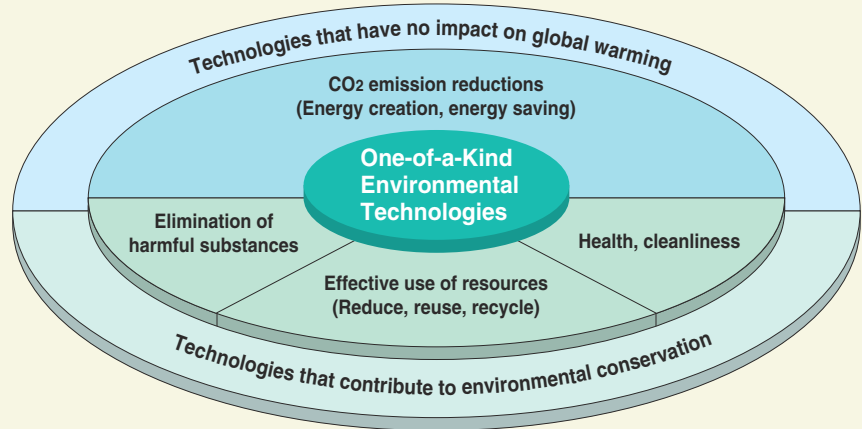 Technologies that have no impact on global warming
CO2 emission reductions
(Energy creation, energy saving)
One-of-a-Kind
Environmental
Technologies
Elimination of
harmful substances
Health, cleanliness
Effective use of resources
(Reduce, reuse, recycle)
Technologies that contribute to environmental conservation